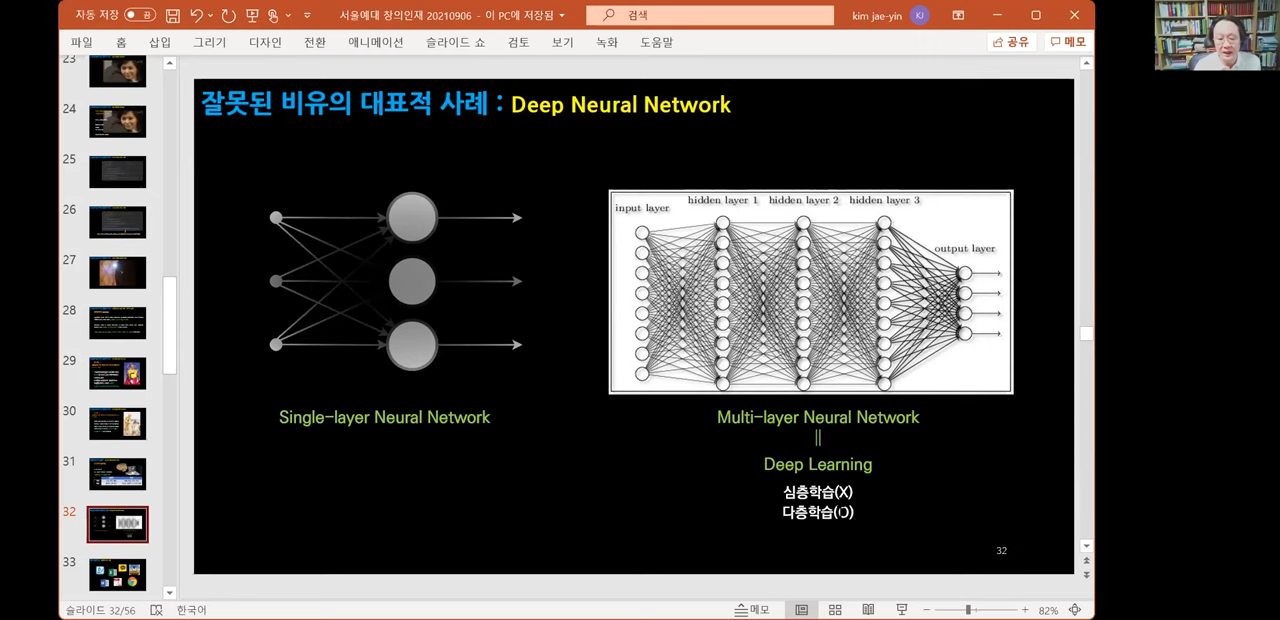 자동 저장 끔 서울예대 창의인재 20210906 - 이 PC에 저장됨 검색 kim jae-yin KJ
파일 홈 삽입 그리기 디자인 전환 애니메이션 슬라이드 쇼 검토 보기 녹화 도움말 공유 메모
23
24
25
26
27
28
29
30
31
32
33
잘못된 비유의 대표적 사례 : Deep Neural Network
input layer
hidden layer 1 hidden layer 2 hidden layer 3
output layer
Single-layer Neural Network
Multi-layer Neural Network
||
Deep Learning
심층학습(X)
다층학습(O)
32
슬라이드 32/56 한국어 메모 82%